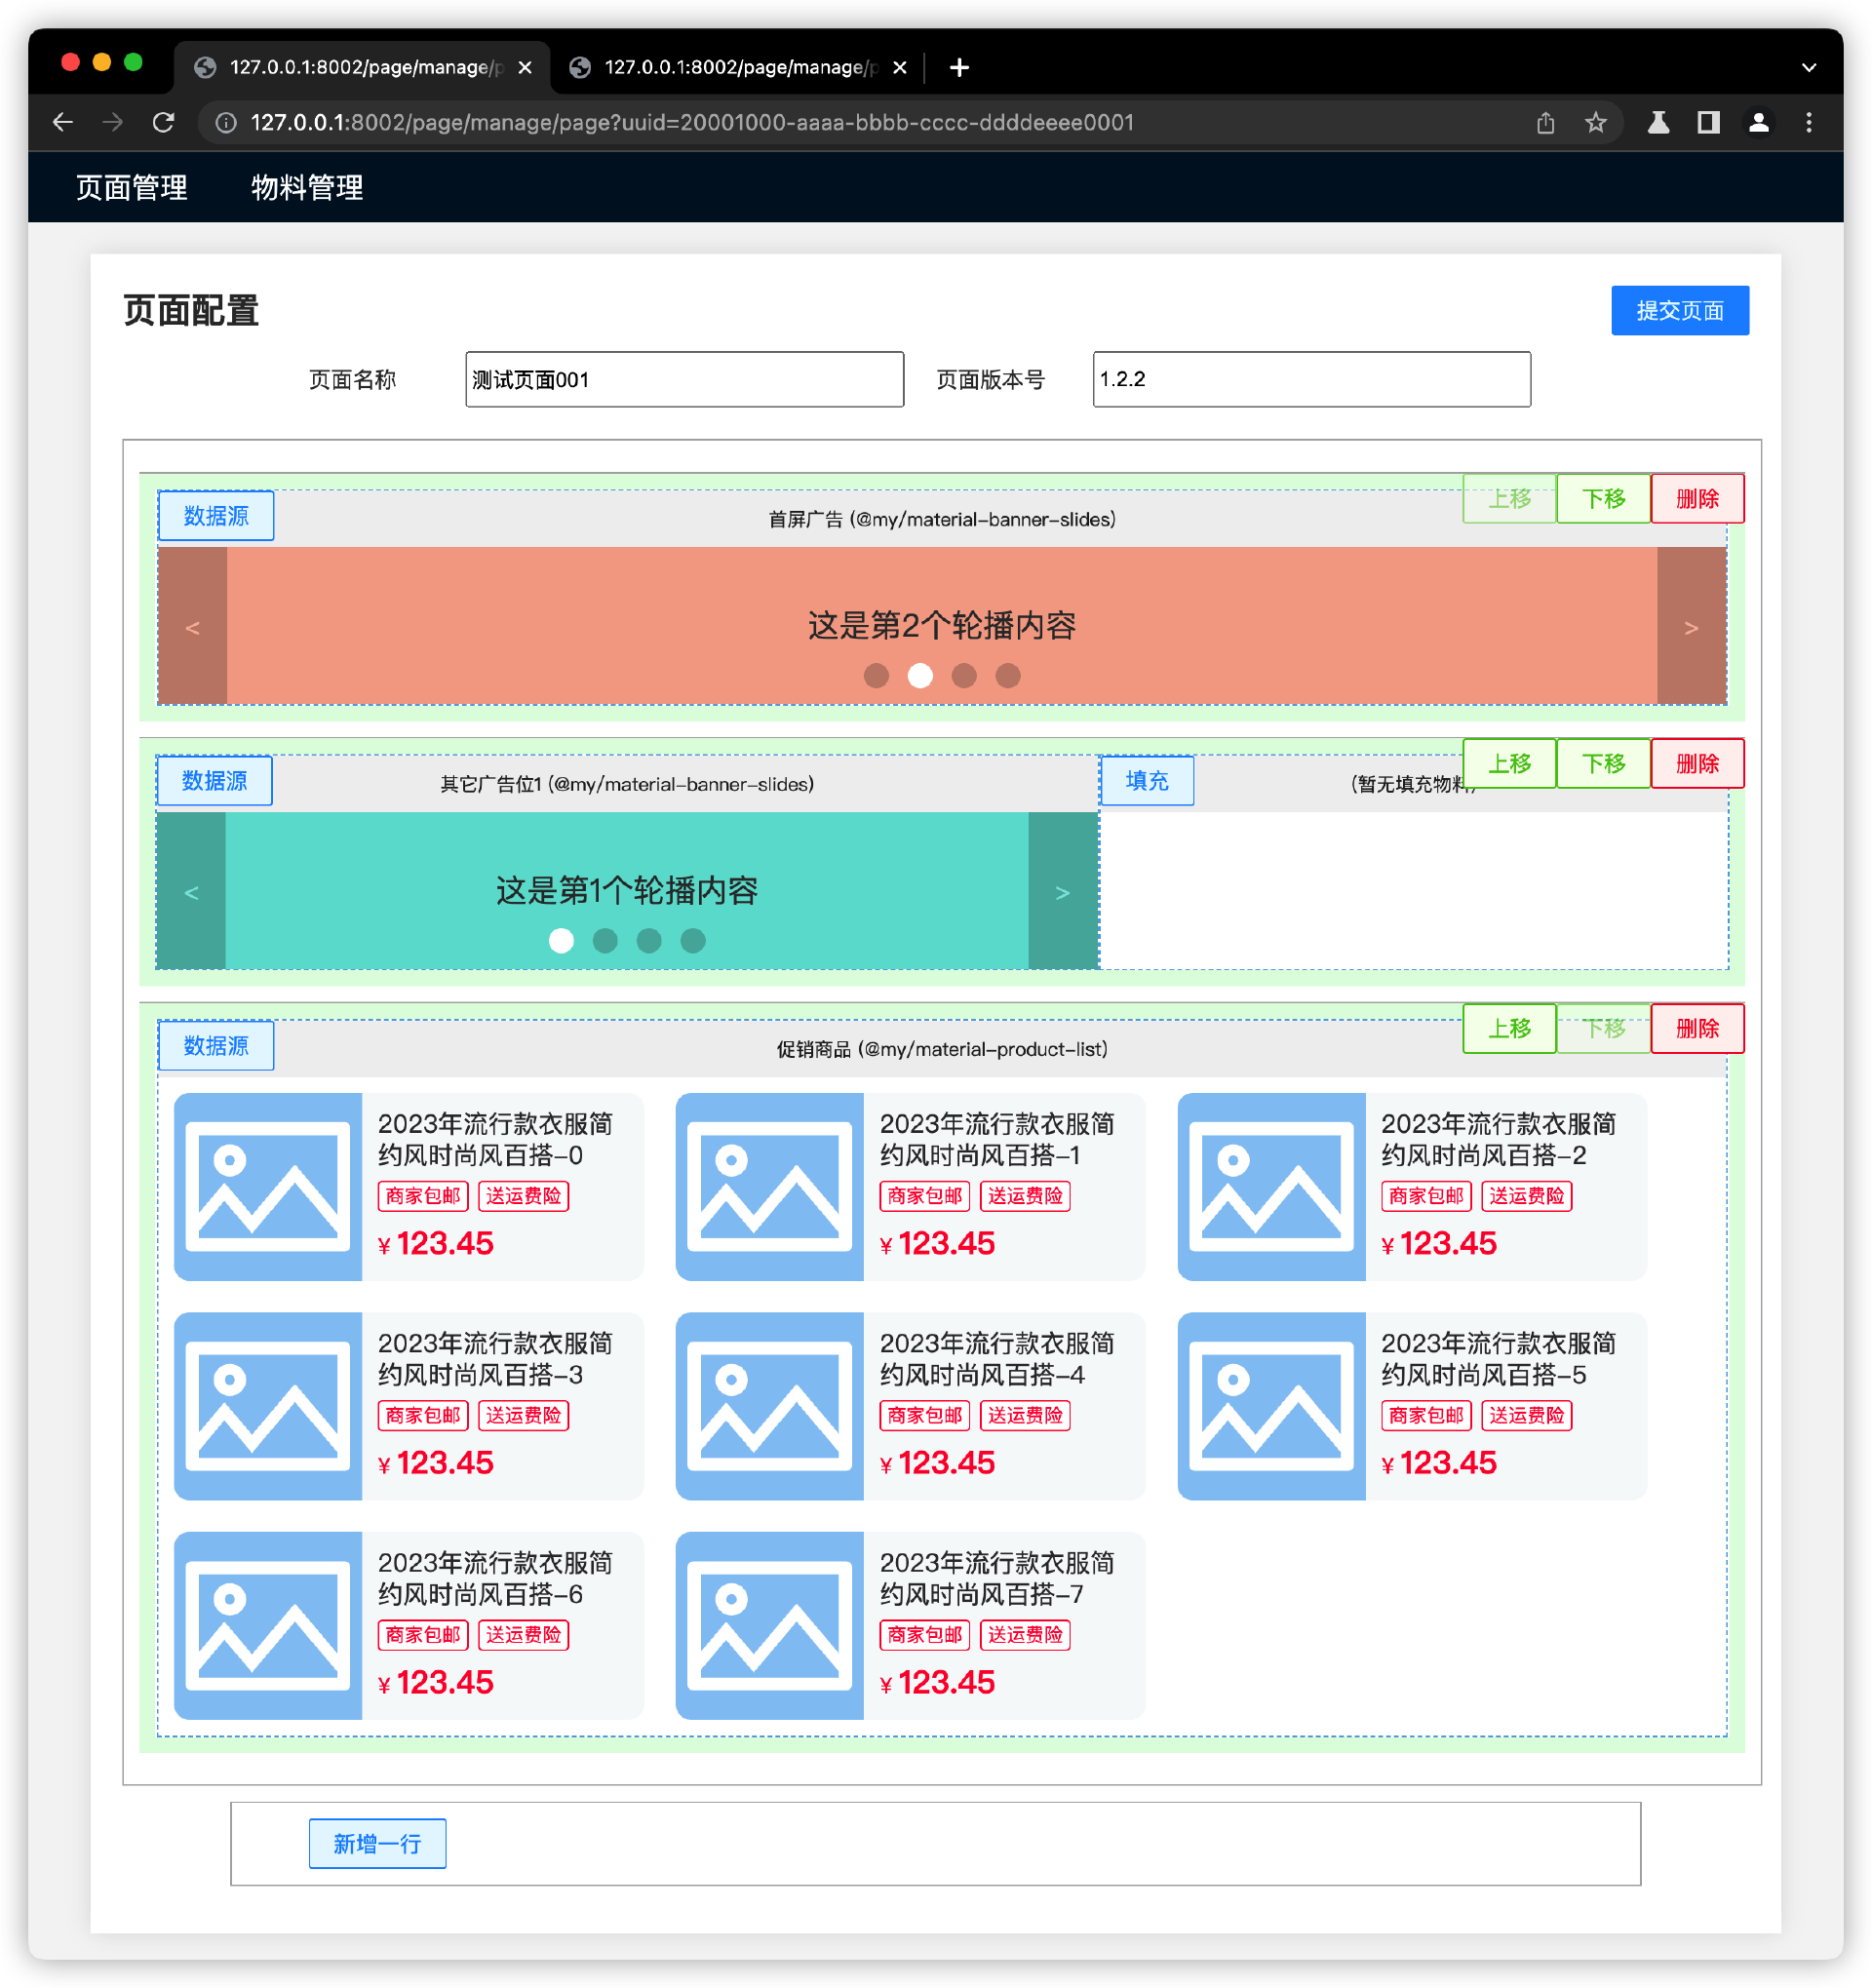 127.0.0.1:8002/page/manage/p
127.0.0.1:8002/page/manage/p
127.0.0.1:8002/page/manage/page?uuid=20001000-aaaa-bbbb-cccc-ddddeeee0001
页面管理 物料管理
页面配置
提交页面
页面名称 测试页面001 页面版本号 1.2.2
数据源 首屏广告 (@my/material-banner-slides) 上移 下移 删除
< 这是第2个轮播内容 >
数据源 其它广告位1 (@my/material-banner-slides) 填充 (暂无填充物料) 上移 下移 删除
< 这是第1个轮播内容 >
数据源 促销商品 (@my/material-product-list) 上移 下移 删除
2023年流行款衣服简
约风时尚风百搭-0
商家包邮 送运费险
¥ 123.45
2023年流行款衣服简
约风时尚风百搭-1
商家包邮 送运费险
¥ 123.45
2023年流行款衣服简
约风时尚风百搭-2
商家包邮 送运费险
¥ 123.45
2023年流行款衣服简
约风时尚风百搭-3
商家包邮 送运费险
¥ 123.45
2023年流行款衣服简
约风时尚风百搭-4
商家包邮 送运费险
¥ 123.45
2023年流行款衣服简
约风时尚风百搭-5
商家包邮 送运费险
¥ 123.45
2023年流行款衣服简
约风时尚风百搭-6
商家包邮 送运费险
¥ 123.45
2023年流行款衣服简
约风时尚风百搭-7
商家包邮 送运费险
¥ 123.45
新增一行